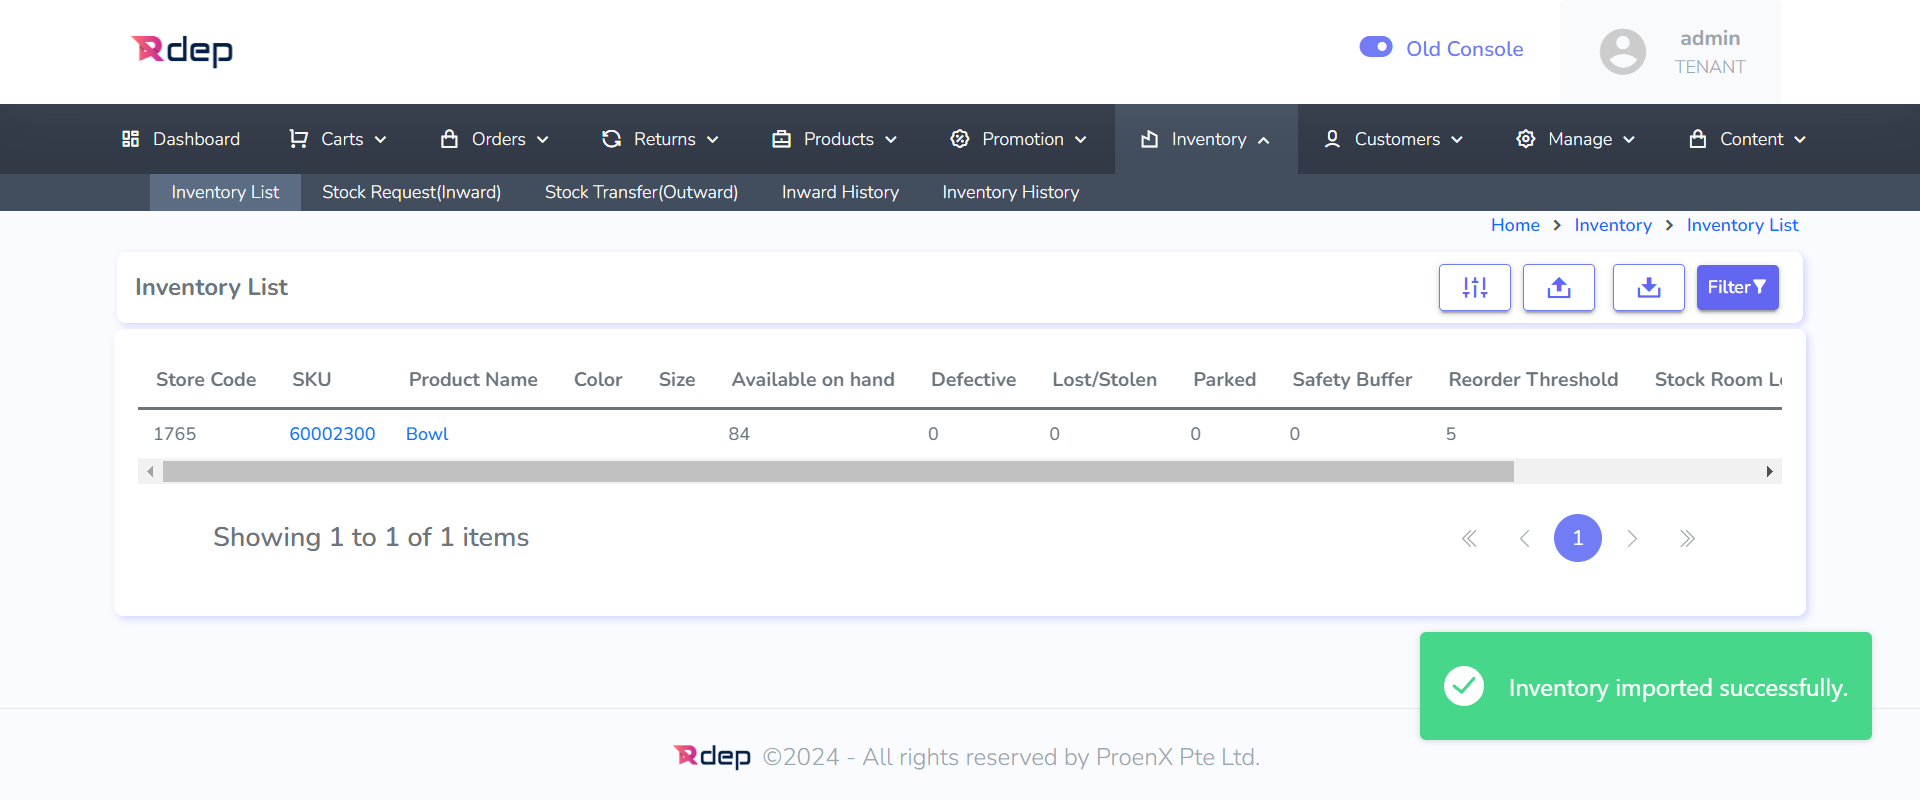 Rdep
Old Console
admin
TENANT
Dashboard Carts Orders Returns Products Promotion Inventory Customers Manage Content
Inventory List Stock Request(Inward) Stock Transfer(Outward) Inward History Inventory History
Home > Inventory > Inventory List
Inventory List
Filter
Store Code SKU Product Name Color Size Available on hand Defective Lost/Stolen Parked Safety Buffer Reorder Threshold Stock Room
1765 60002300 Bowl 84 0 0 0 0 5
Showing 1 to 1 of 1 items
1
Inventory imported successfully.
Rdep ©2024 - All rights reserved by ProenX Pte Ltd.